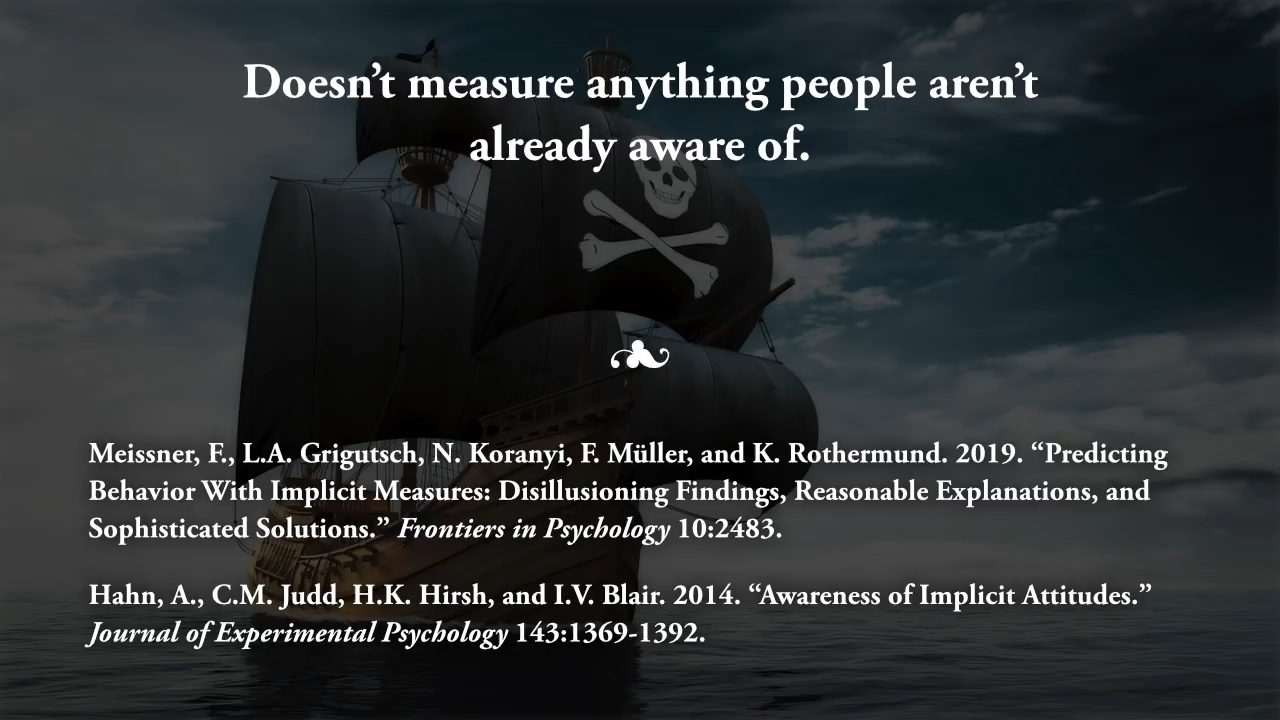 Doesn’t measure anything people aren’t
already aware of.
Meissner, F., L.A. Grigutsch, N. Koranyi, F. Müller, and K. Rothermund. 2019. “Predicting
Behavior With Implicit Measures: Disillusioning Findings, Reasonable Explanations, and
Sophisticated Solutions.” Frontiers in Psychology 10:2483.
Hahn, A., C.M. Judd, H.K. Hirsh, and I.V. Blair. 2014. “Awareness of Implicit Attitudes.”
Journal of Experimental Psychology 143:1369-1392.